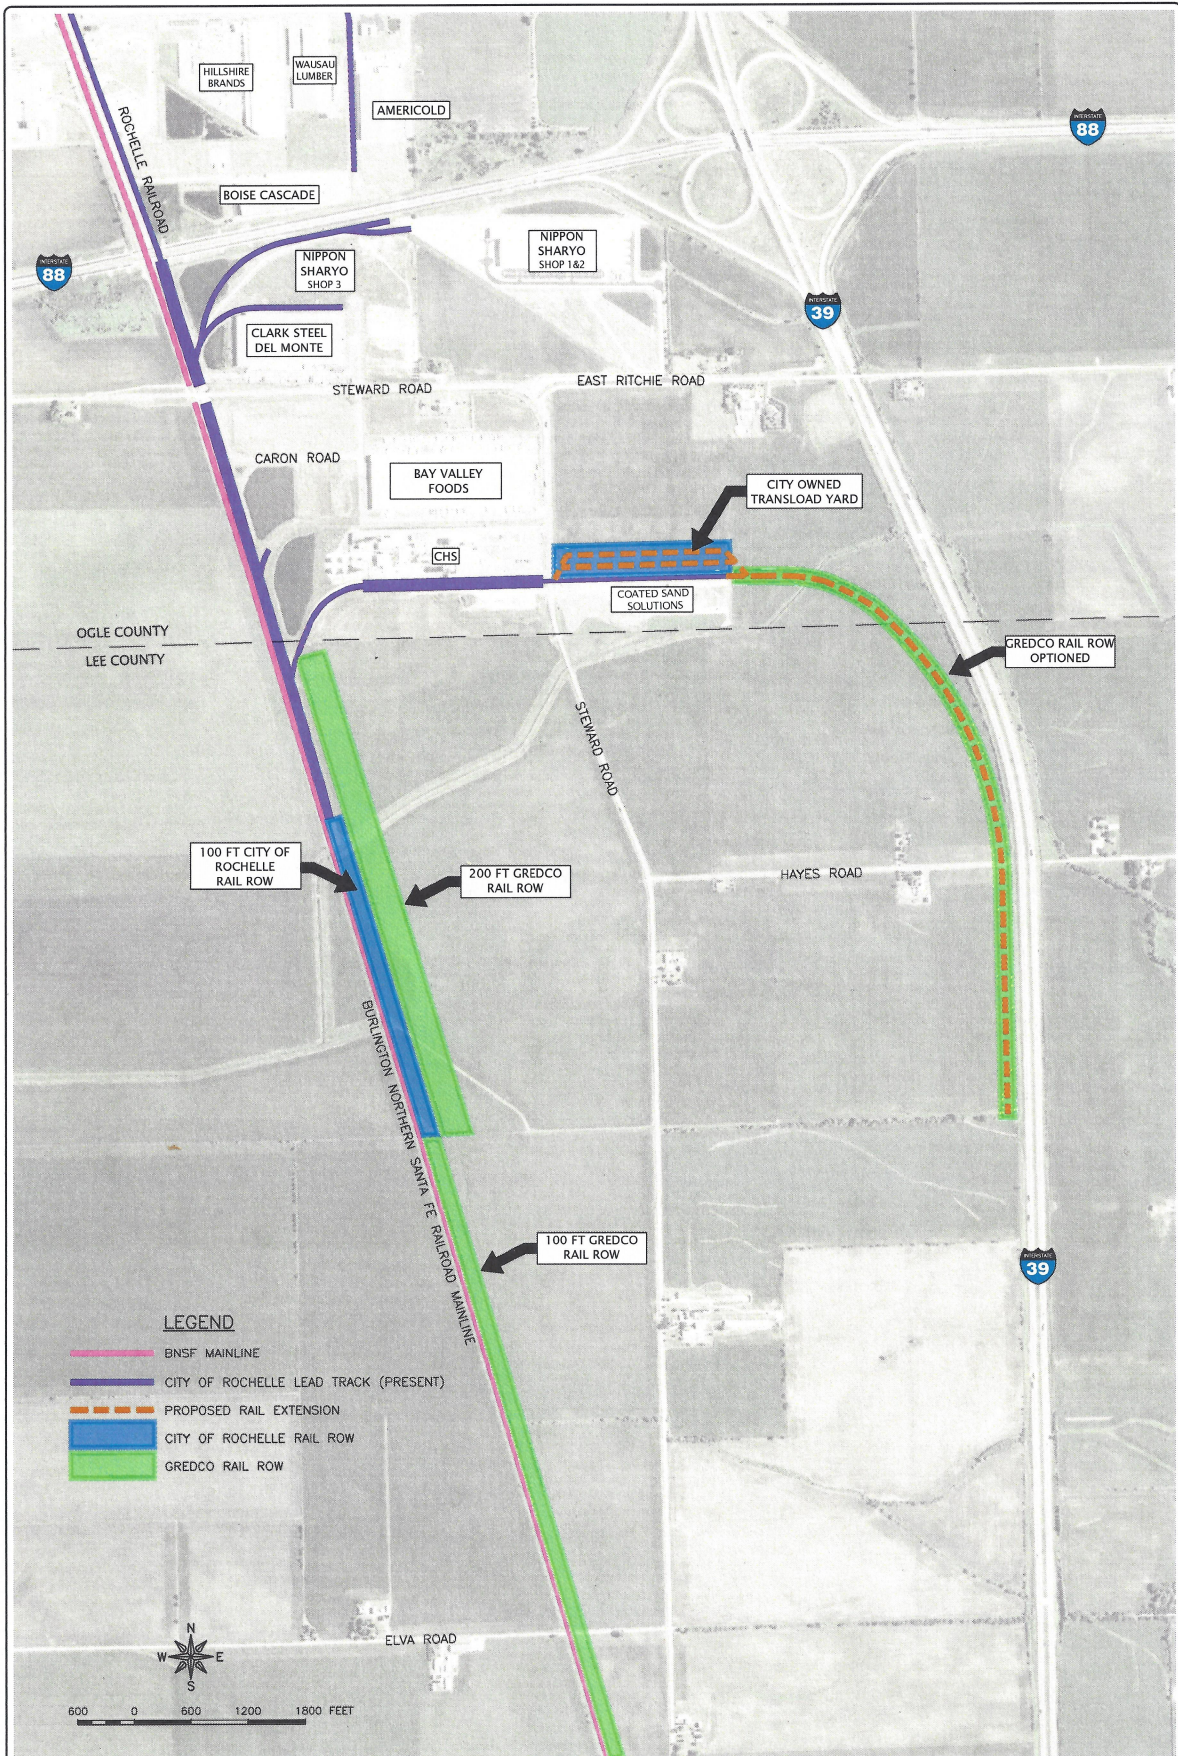 HILLSHIRE
BRANDS
WAUSAU
LUMBER
AMERICOLD
INTERSTATE
88
ROCHELLE RAILROAD
BOISE CASCADE
NIPPON
SHARYO
SHOP 1&2
NIPPON
SHARYO
SHOP 3
INTERSTATE
88
INTERSTATE
39
CLARK STEEL
DEL MONTE
STEWARD ROAD
EAST RITCHIE ROAD
CARON ROAD
BAY VALLEY
FOODS
CITY OWNED
TRANSLOAD YARD
CHS
COATED SAND
SOLUTIONS
OGLE COUNTY
LEE COUNTY
GREDCO RAIL ROW
OPTIONED
STEWARD ROAD
100 FT CITY OF
ROCHELLE
RAIL ROW
200 FT GREDCO
RAIL ROW
HAYES ROAD
BURLINGTON NORTHERN SANTA FE RAILROAD MAINLINE
100 FT GREDCO
RAIL ROW
INTERSTATE
39
LEGEND
BNSF MAINLINE
CITY OF ROCHELLE LEAD TRACK (PRESENT)
PROPOSED RAIL EXTENSION
CITY OF ROCHELLE RAIL ROW
GREDCO RAIL ROW
N
W E
S
ELVA ROAD
600 0 600 1200 1800 FEET